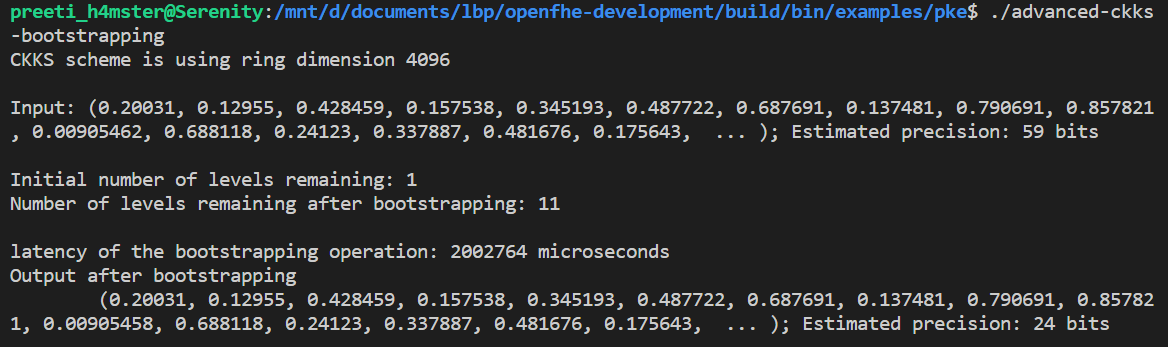 preeti_h4mster@Serenity:/mnt/d/documents/lbp/openfhe-development/build/bin/examples/pke$ ./advanced-ckks
-bootstrapping
CKKS scheme is using ring dimension 4096
Input: (0.20031, 0.12955, 0.428459, 0.157538, 0.345193, 0.487722, 0.687691, 0.137481, 0.790691, 0.857821
, 0.00905462, 0.688118, 0.24123, 0.337887, 0.481676, 0.175643,  ... ); Estimated precision: 59 bits
Initial number of levels remaining: 1
Number of levels remaining after bootstrapping: 11
latency of the bootstrapping operation: 2002764 microseconds
Output after bootstrapping
        (0.20031, 0.12955, 0.428459, 0.157538, 0.345193, 0.487722, 0.687691, 0.137481, 0.790691, 0.85782
1, 0.00905458, 0.688118, 0.24123, 0.337887, 0.481676, 0.175643,  ... ); Estimated precision: 24 bits